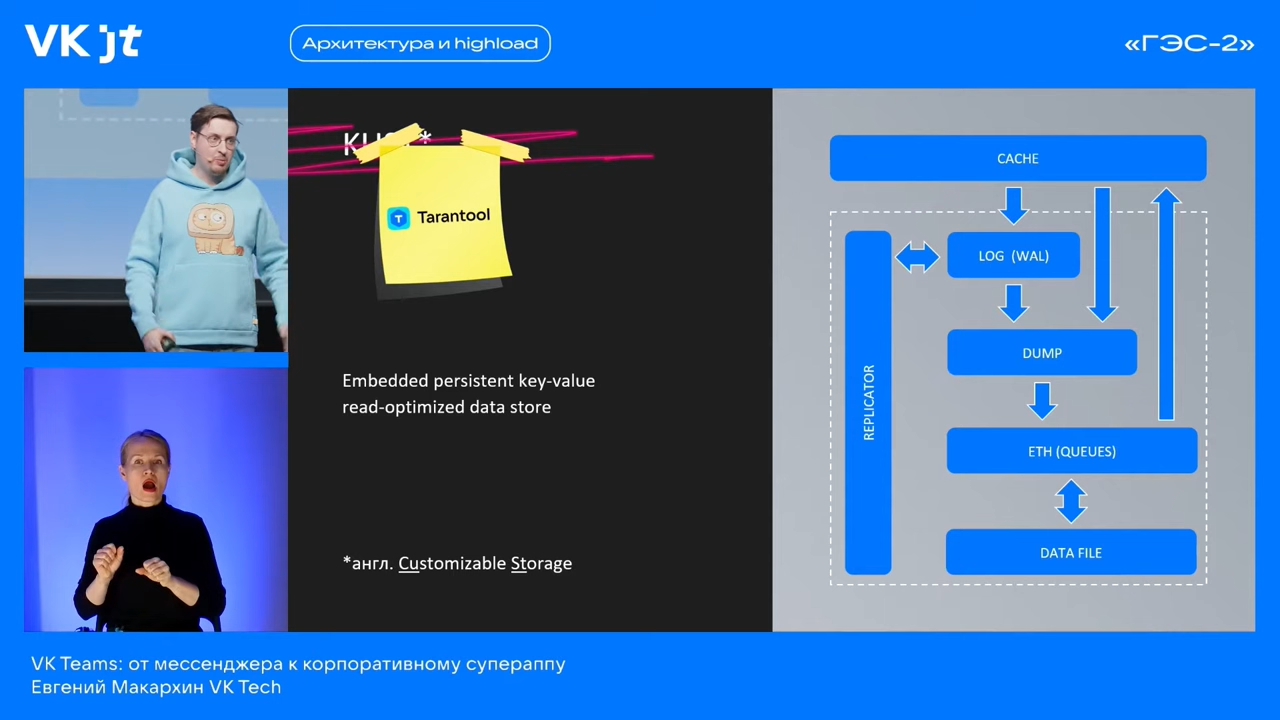 VK jt
Архитектура и highload
«ГЭС-2»
Tarantool
Embedded persistent key-value
read-optimized data store
*англ. Customizable Storage
CACHE
LOG (WAL)
DUMP
REPLICATOR
ETH (QUEUES)
DATA FILE
VK Teams: от мессенджера к корпоративному супераппу
Евгений Макархин VK Tech